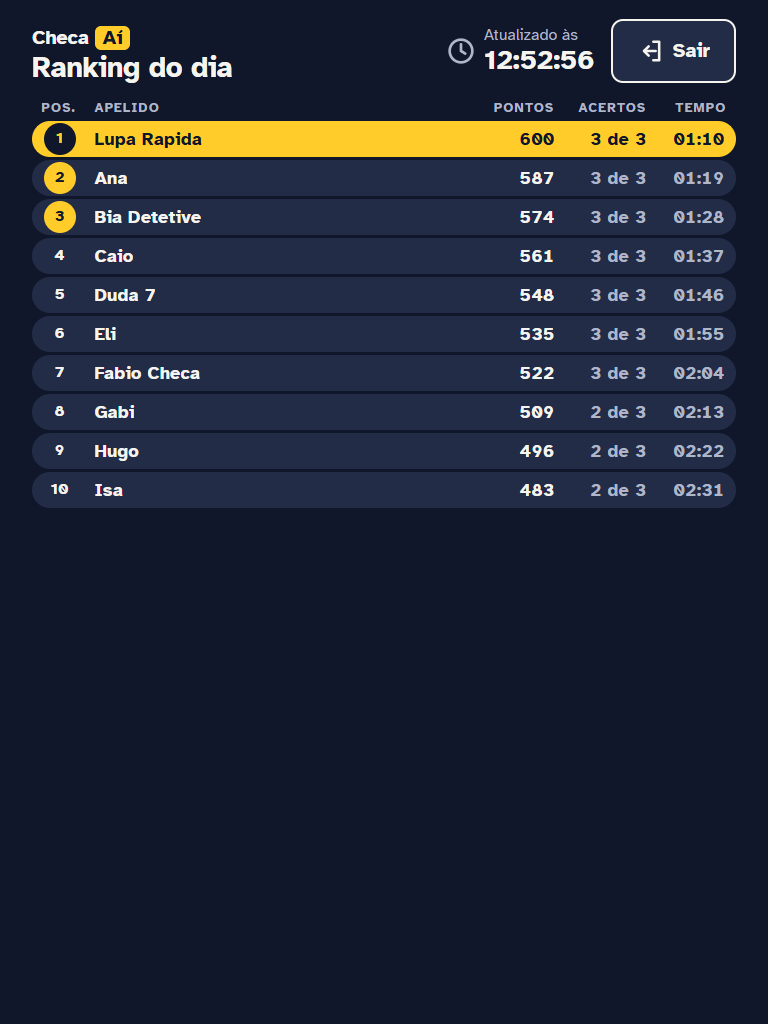 Checa Aí
Ranking do dia
Atualizado às
12:52:56
Sair
POS. APELIDO PONTOS ACERTOS TEMPO
1 Lupa Rapida 600 3 de 3 01:10
2 Ana 587 3 de 3 01:19
3 Bia Detetive 574 3 de 3 01:28
4 Caio 561 3 de 3 01:37
5 Duda 7 548 3 de 3 01:46
6 Eli 535 3 de 3 01:55
7 Fabio Checa 522 3 de 3 02:04
8 Gabi 509 2 de 3 02:13
9 Hugo 496 2 de 3 02:22
10 Isa 483 2 de 3 02:31